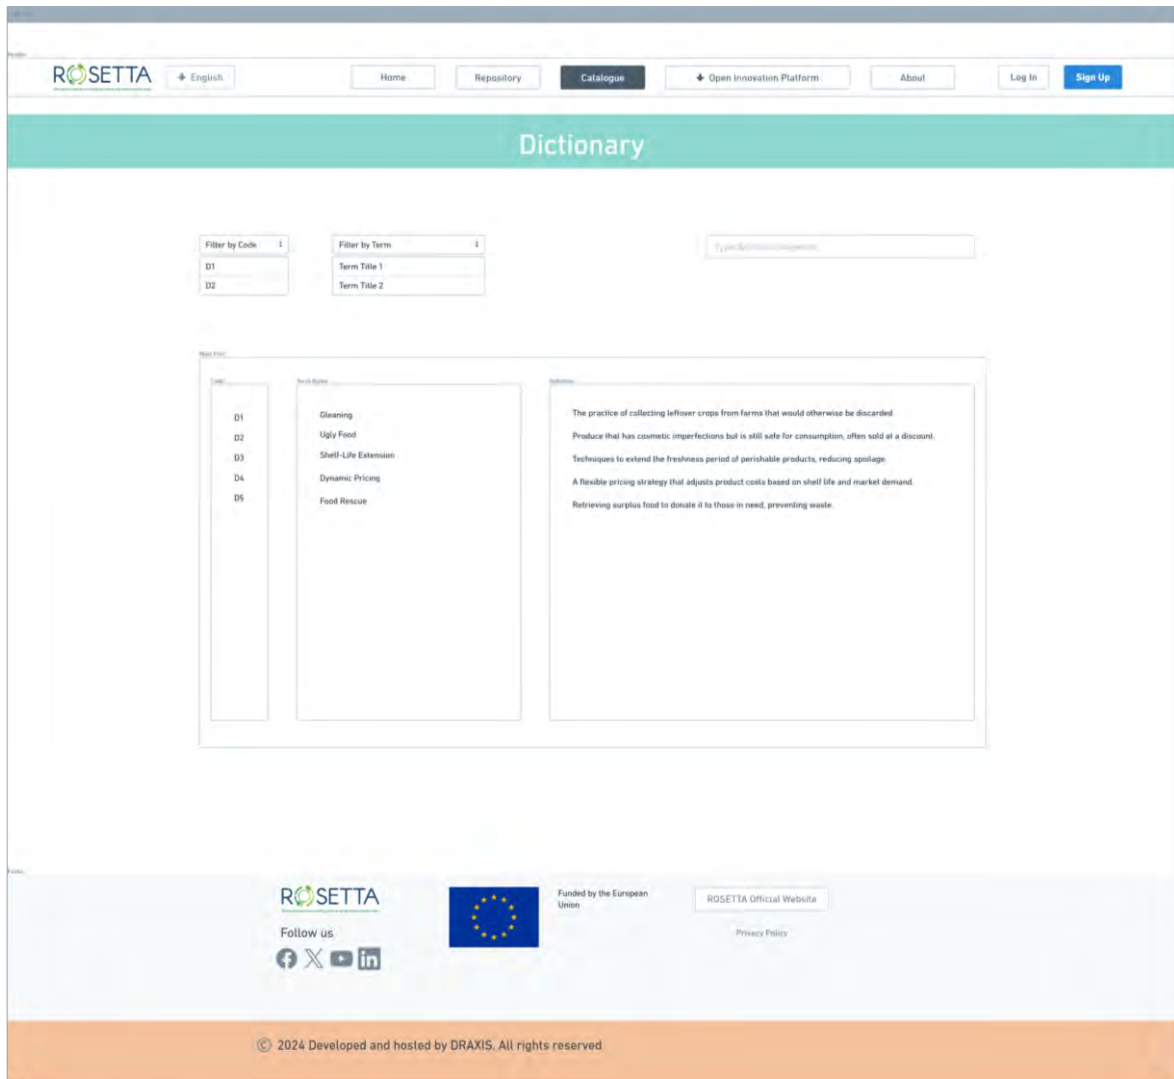 ROSETTA
English
Home
Repository
Catalogue
Open Innovation Platform
About
Log In
Sign Up
Dictionary
Filter by Code
Filter by Term
D1
Term Title 1
D2
Term Title 2
D1
Gleaning
The practice of collecting leftover crops from farms that would otherwise be discarded
D2
Ugly Food
Produce that has cosmetic imperfections but is still safe for consumption, often sold at a discount.
D3
Shelf-Life Extension
Techniques to extend the freshness period of perishable products, reducing spoilage.
D4
Dynamic Pricing
A flexible pricing strategy that adjusts product costs based on shelf life and market demand.
D5
Food Rescue
Retrieving surplus food to donate it to those in need, preventing waste.
ROSETTA
Follow us
Funded by the European
Union
ROSETTA Official Website
Privacy Policy
© 2024 Developed and hosted by DRAXIS, All rights reserved